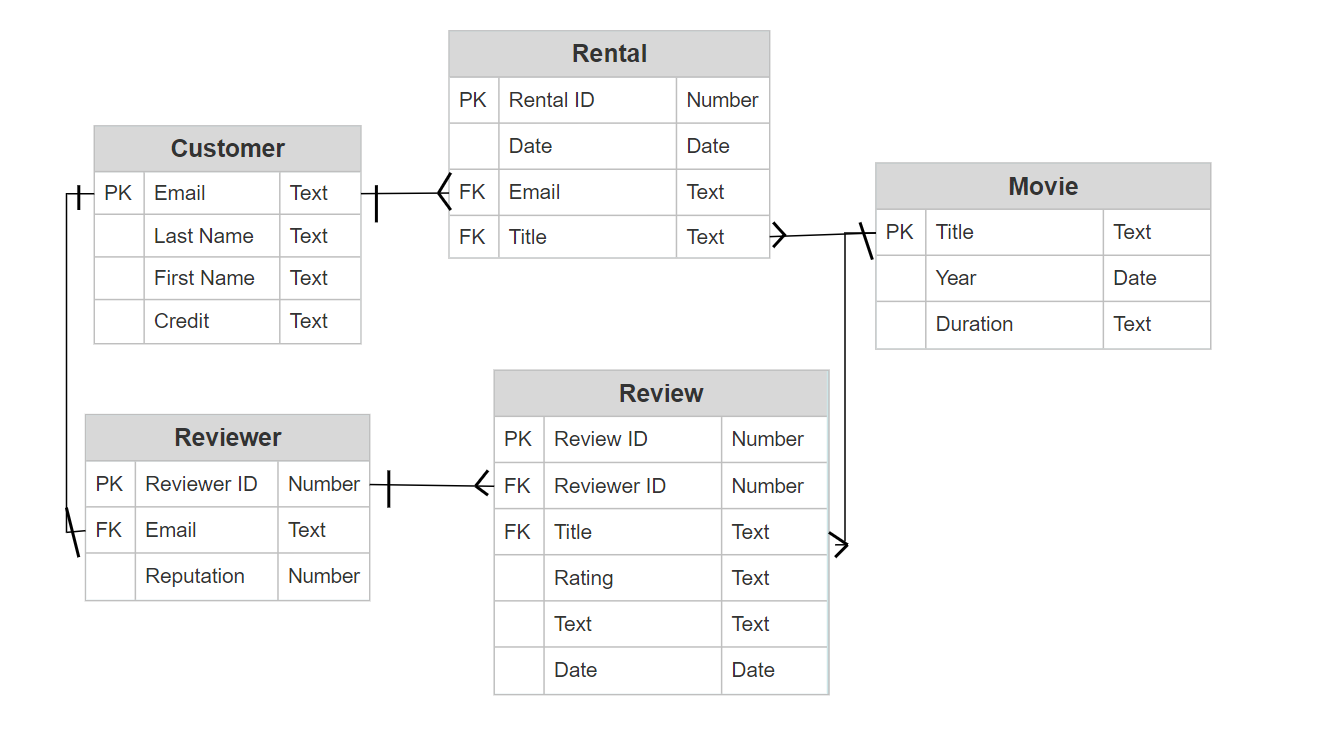 Rental
PK Rental ID Number
Date Date
FK Email Text
FK Title Text
Customer
PK Email Text
Last Name Text
First Name Text
Credit Text
Movie
PK Title Text
Year Date
Duration Text
Reviewer
PK Reviewer ID Number
FK Email Text
Reputation Number
Review
PK Review ID Number
FK Reviewer ID Number
FK Title Text
Rating Text
Text Text
Date Date